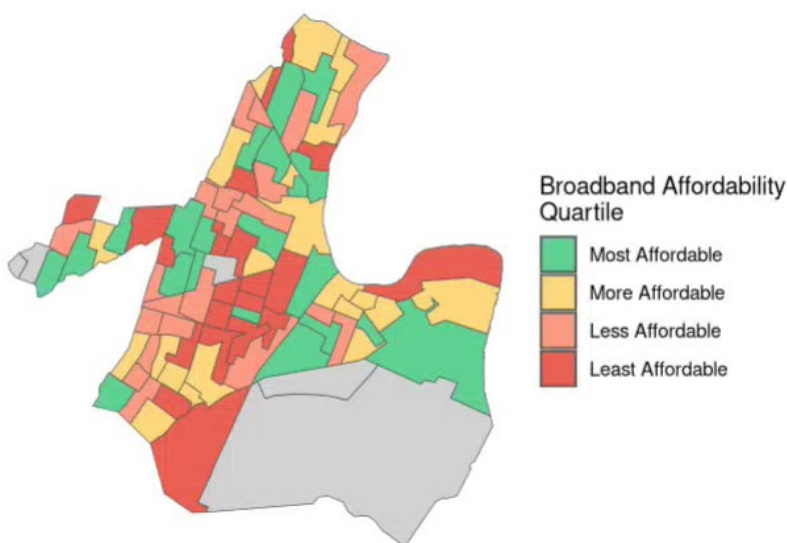 Broadband Affordability
Quartile
Most Affordable
More Affordable
Less Affordable
Least Affordable